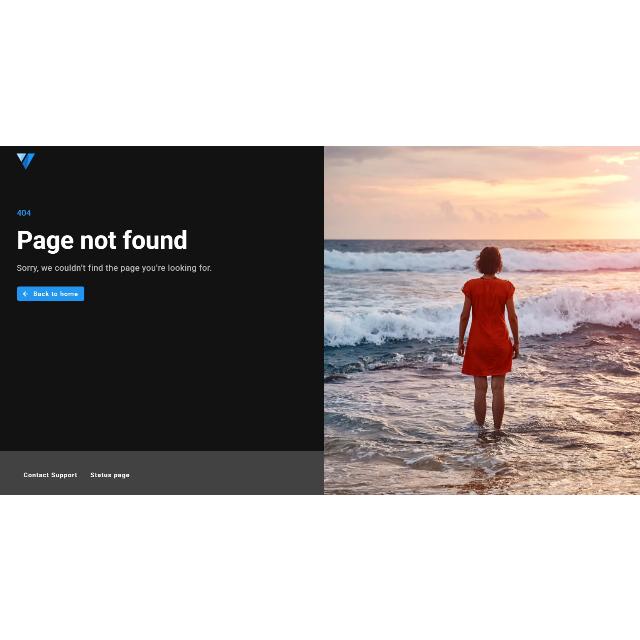 404
Page not found
Sorry, we couldn't find the page you're looking for.
Back to home
Contact Support
Status page